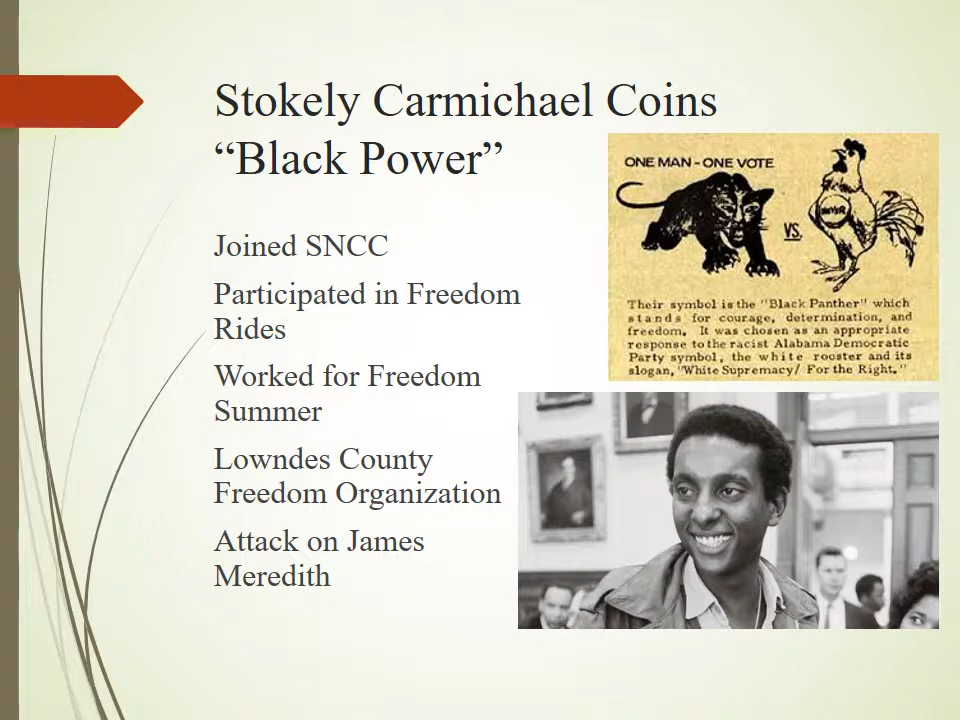 Stokely Carmichael Coins
“Black Power”
Joined SNCC
Participated in Freedom
Rides
Worked for Freedom
Summer
Lowndes County
Freedom Organization
Attack on James
Meredith
ONE MAN - ONE VOTE
VS.
Their symbol is the "Black Panther" which
stands for courage, determination, and
freedom. It was chosen as an appropriate
response to the racist Alabama Democratic
Party symbol, the white rooster and its
slogan, "White Supremacy/ For the Right."